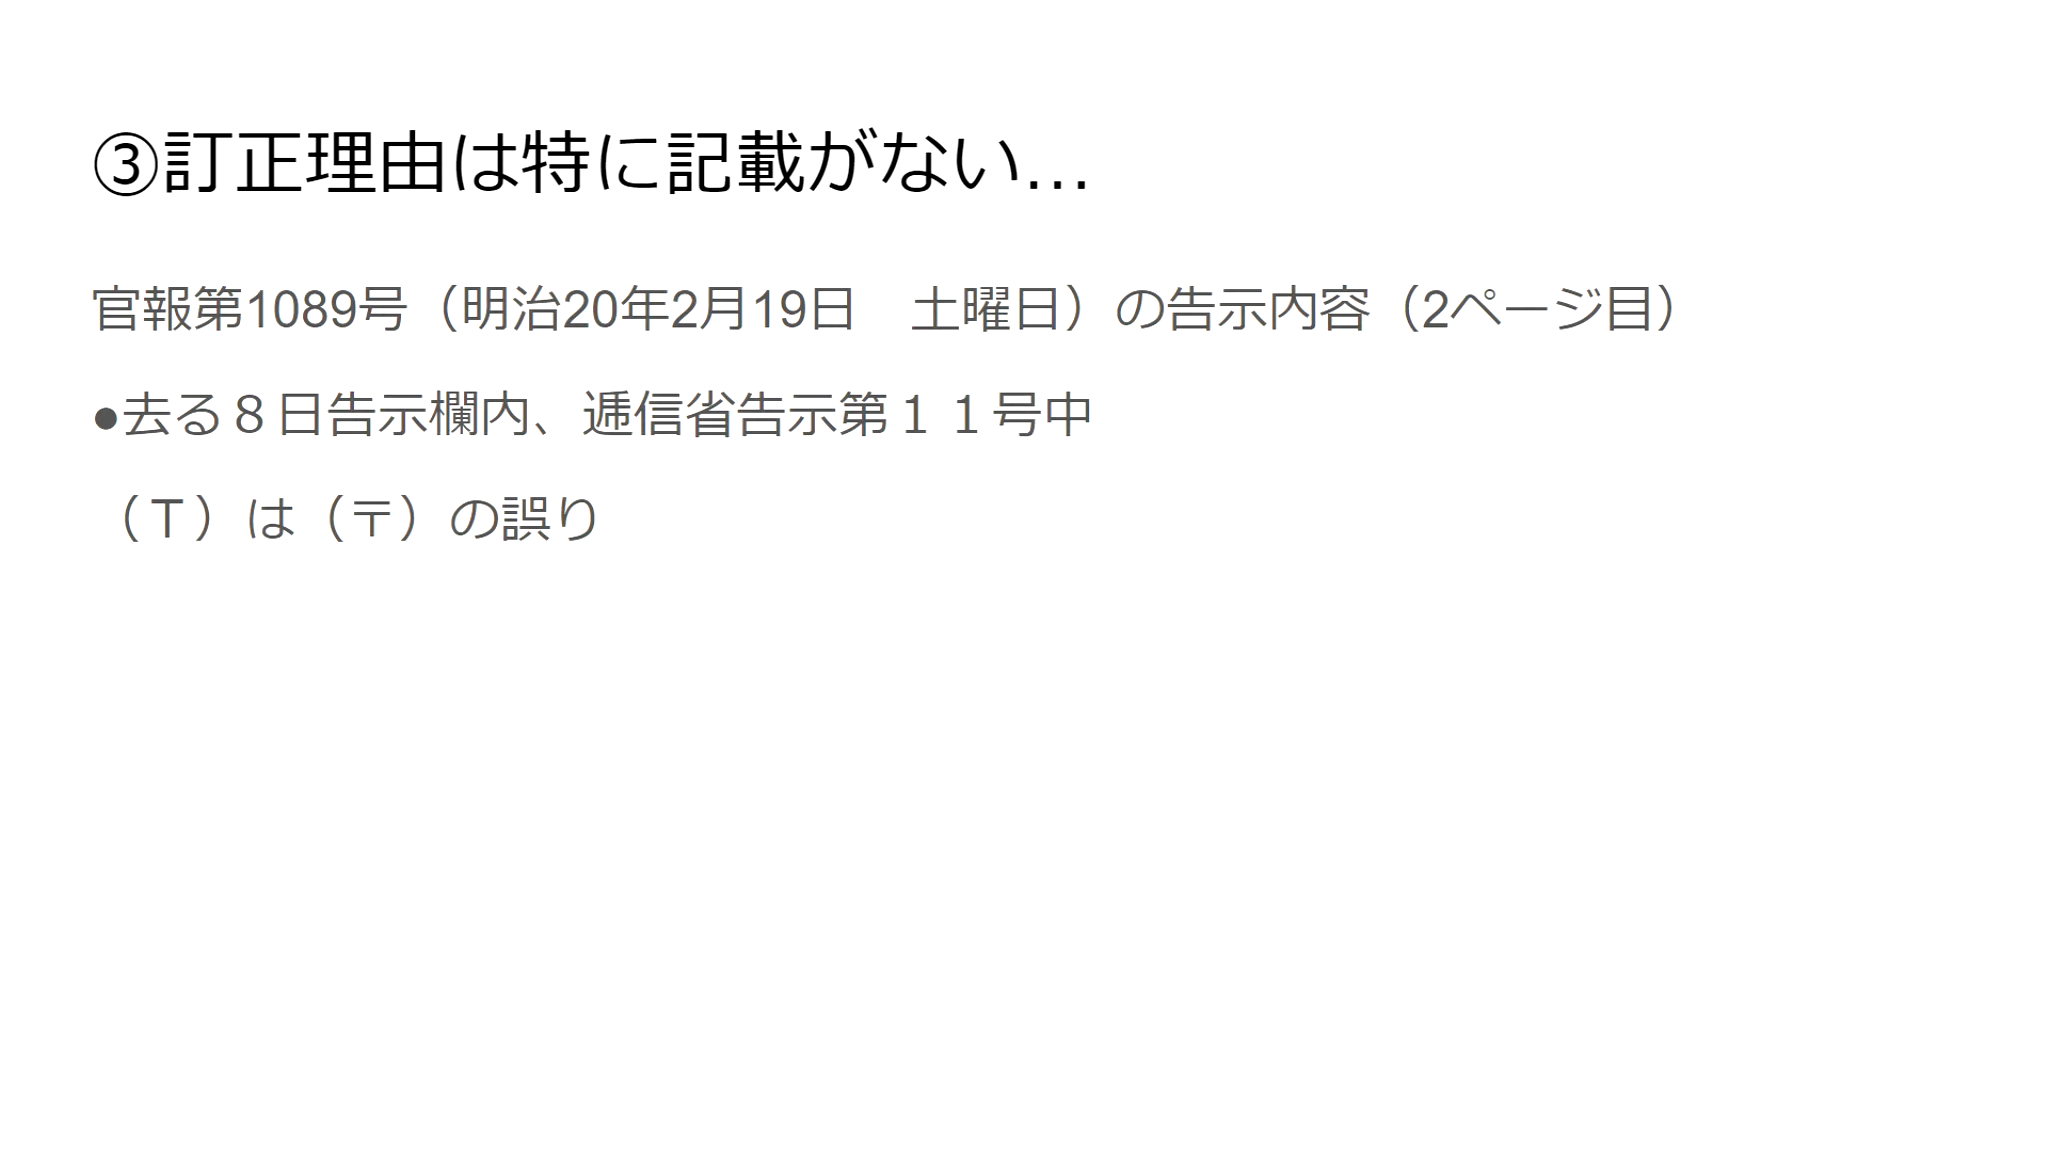 ③訂正理由は特に記載がない…
官報第1089号（明治20年2月19日　土曜日）の告示内容（2ページ目）
●去る８日告示欄内、逓信省告示第１１号中
（Ｔ）は（〒）の誤り